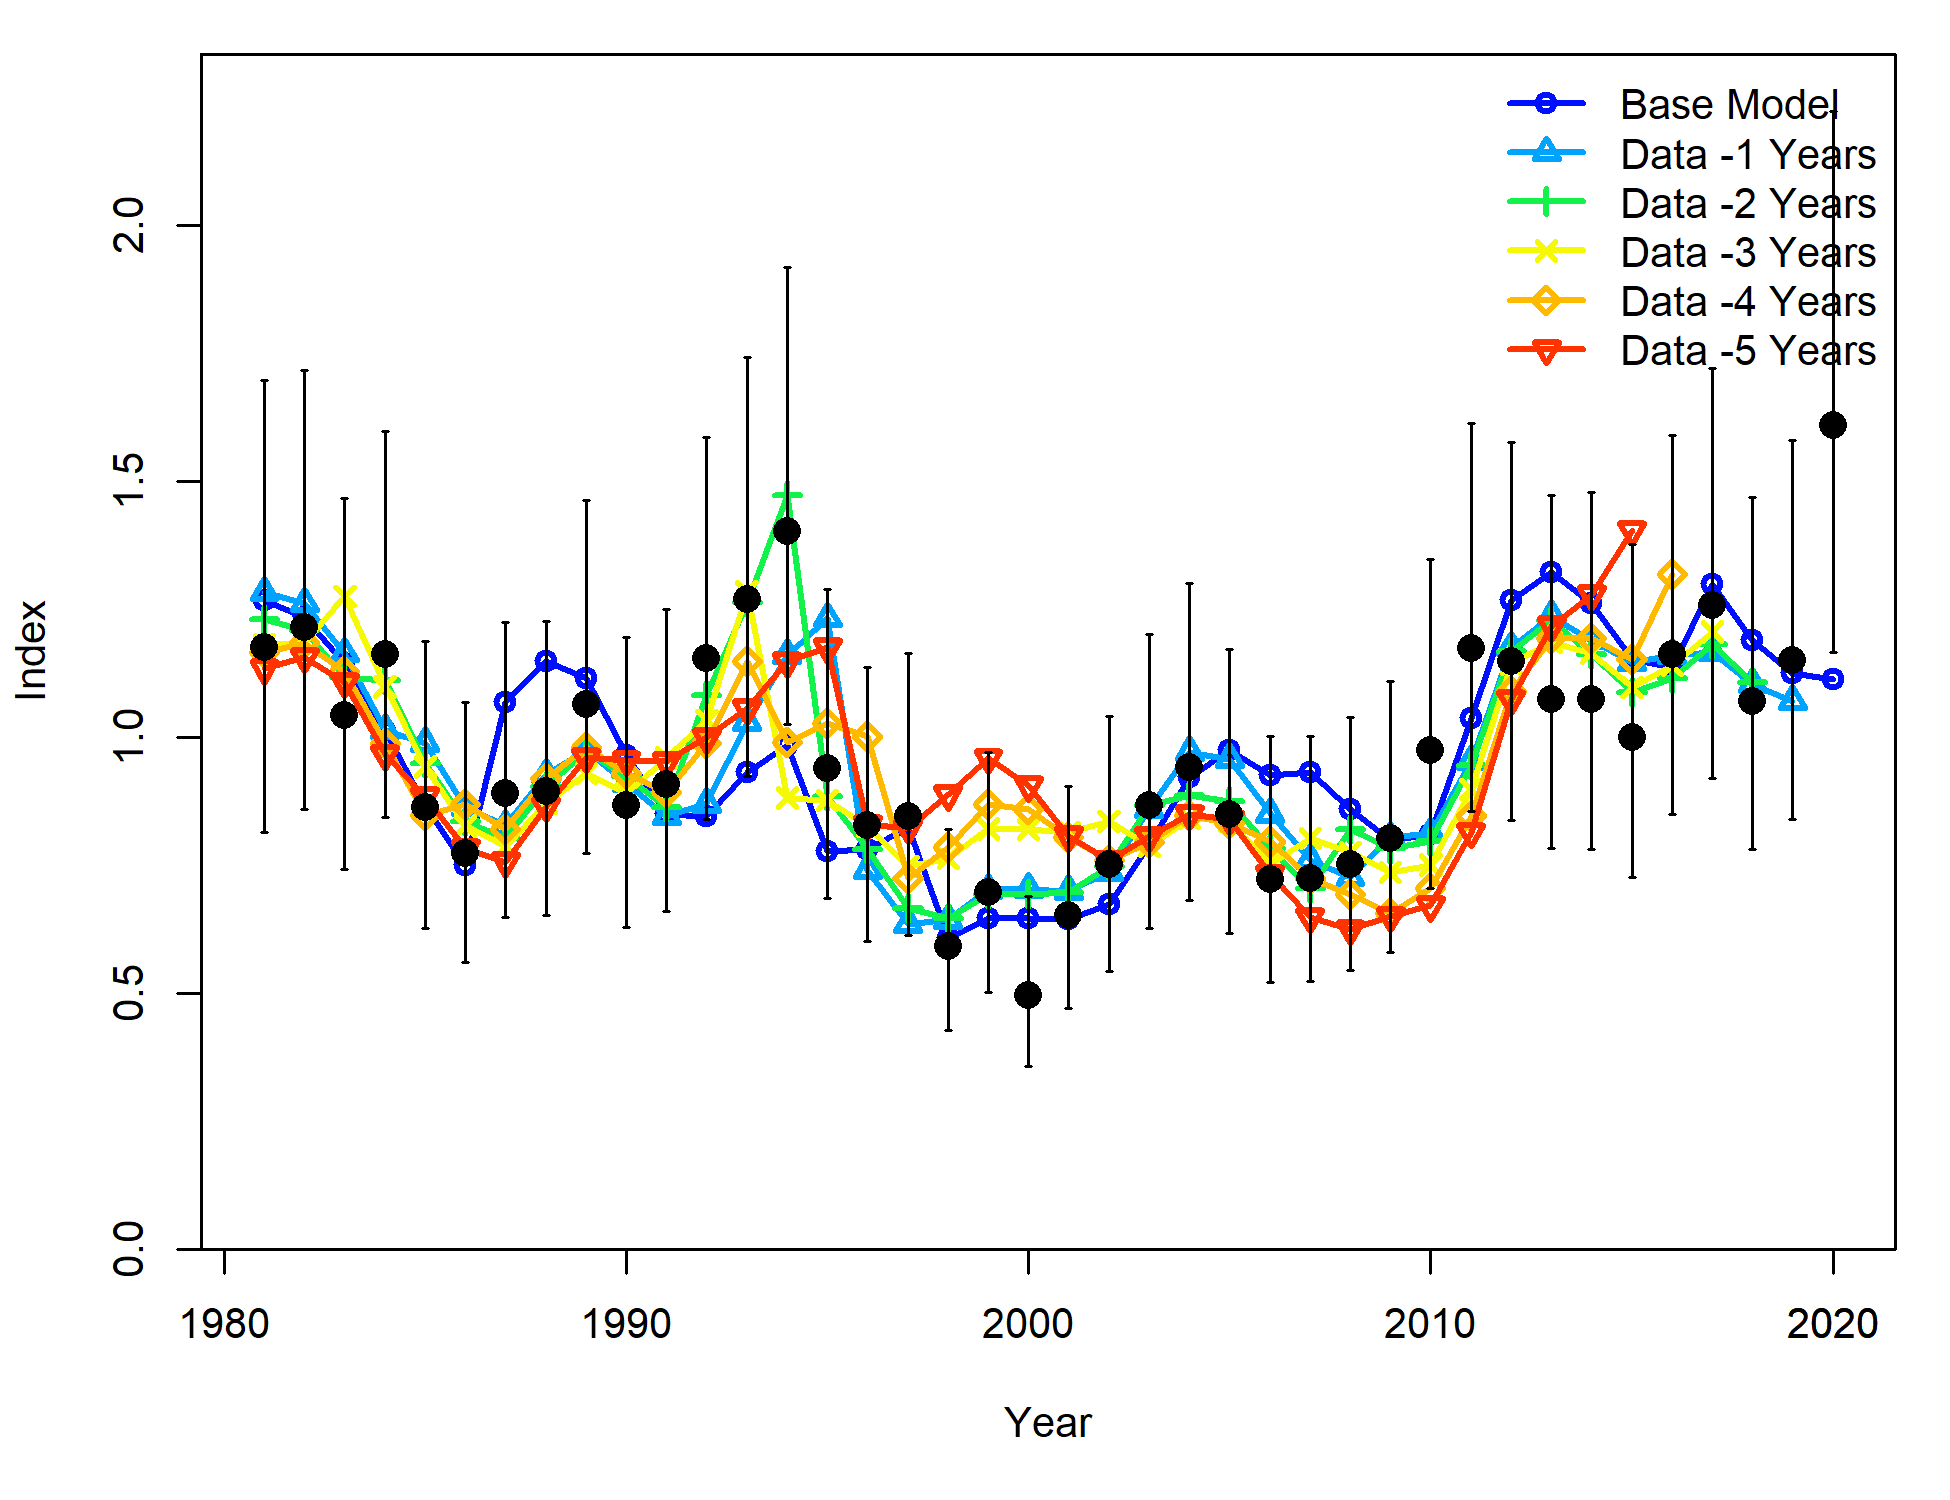 Base Model
Data -1 Years
Data -2 Years
Data -3 Years
Data -4 Years
Data -5 Years
2.0
1.5
1.0
0.5
0.0
Index
1980 1990 2000 2010 2020
Year